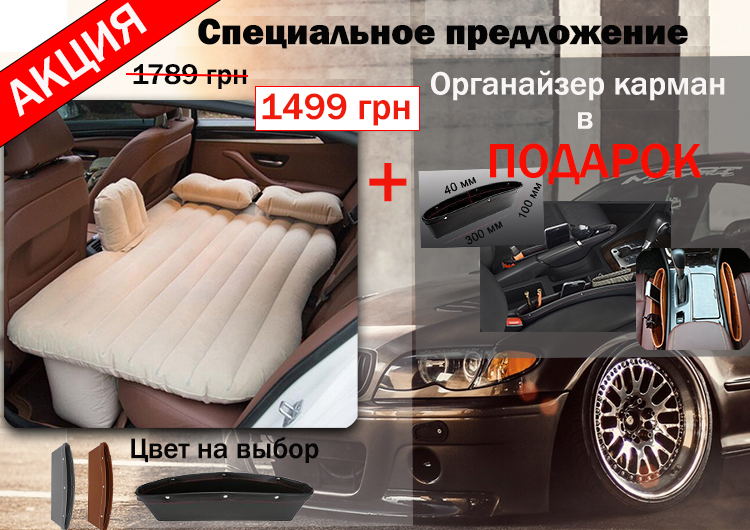 АКЦИЯ
Специальное предложение
1789 грн
1499 грн
Органайзер карман
в
ПОДАРОК
+
40 мм
100 мм
300 мм
Цвет на выбор